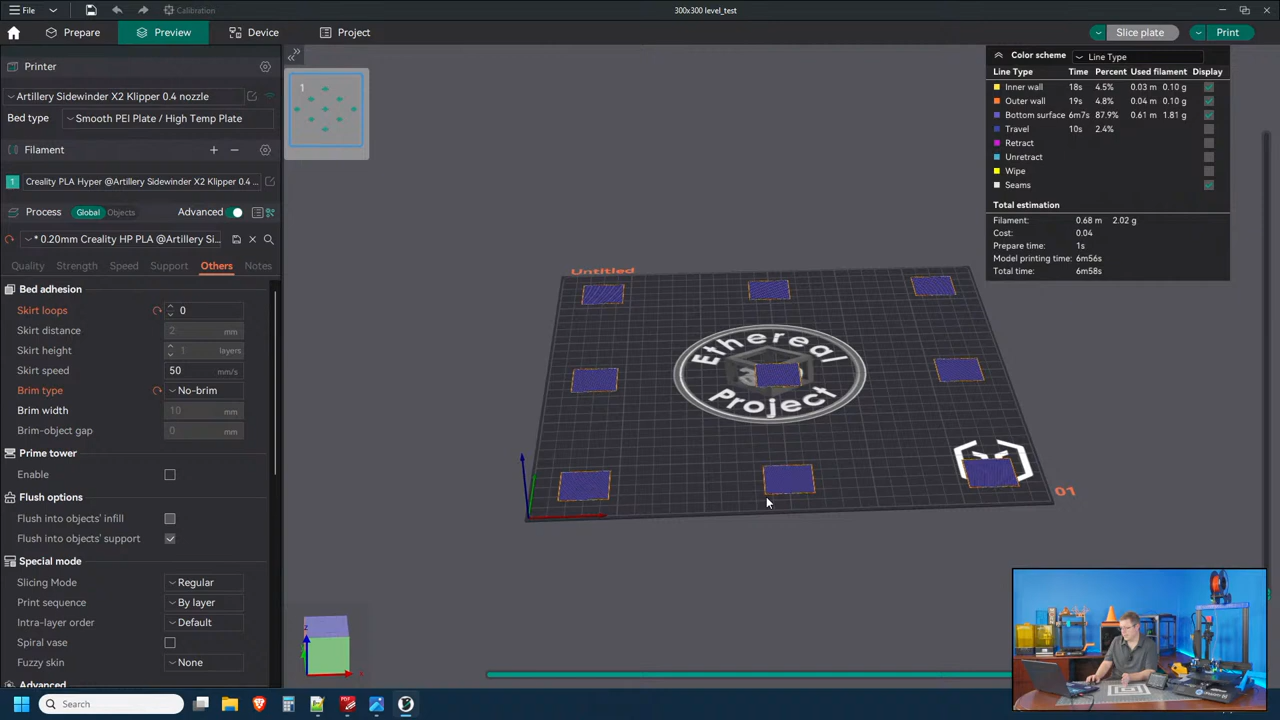 File
Calibration
300x300 level_test
Prepare
Preview
Device
Project
Slice plate
Print
Printer
Artillery Sidewinder X2 Klipper 0.4 nozzle
Bed type
Smooth PEI Plate / High Temp Plate
Filament
1 Creality PLA Hyper @Artillery Sidewinder X2 Klipper 0.4 ...
Process Global Objects Advanced
* 0.20mm Creality HP PLA @Artillery Si...
Quality Strength Speed Support Others Notes
Bed adhesion
Skirt loops 0
Skirt distance 2 mm
Skirt height 1 layers
Skirt speed 50 mm/s
Brim type No-brim
Brim width 10 mm
Brim-object gap 0 mm
Prime tower
Enable
Flush options
Flush into objects' infill
Flush into objects' support
Special mode
Slicing Mode Regular
Print sequence By layer
Intra-layer order Default
Spiral vase
Fuzzy skin None
Advanced
1
Untitled
Ethereal
Project
01
Color scheme Line Type
Line Type Time Percent Used filament Display
Inner wall 18s 4.5% 0.03 m 0.10 g
Outer wall 19s 4.8% 0.04 m 0.10 g
Bottom surface 6m7s 87.9% 0.61 m 1.81 g
Travel 10s 2.4%
Retract
Unretract
Wipe
Seams
Total estimation
Filament: 0.68 m 2.02 g
Cost: 0.04
Prepare time: 1s
Model printing time: 6m56s
Total time: 6m58s
Search